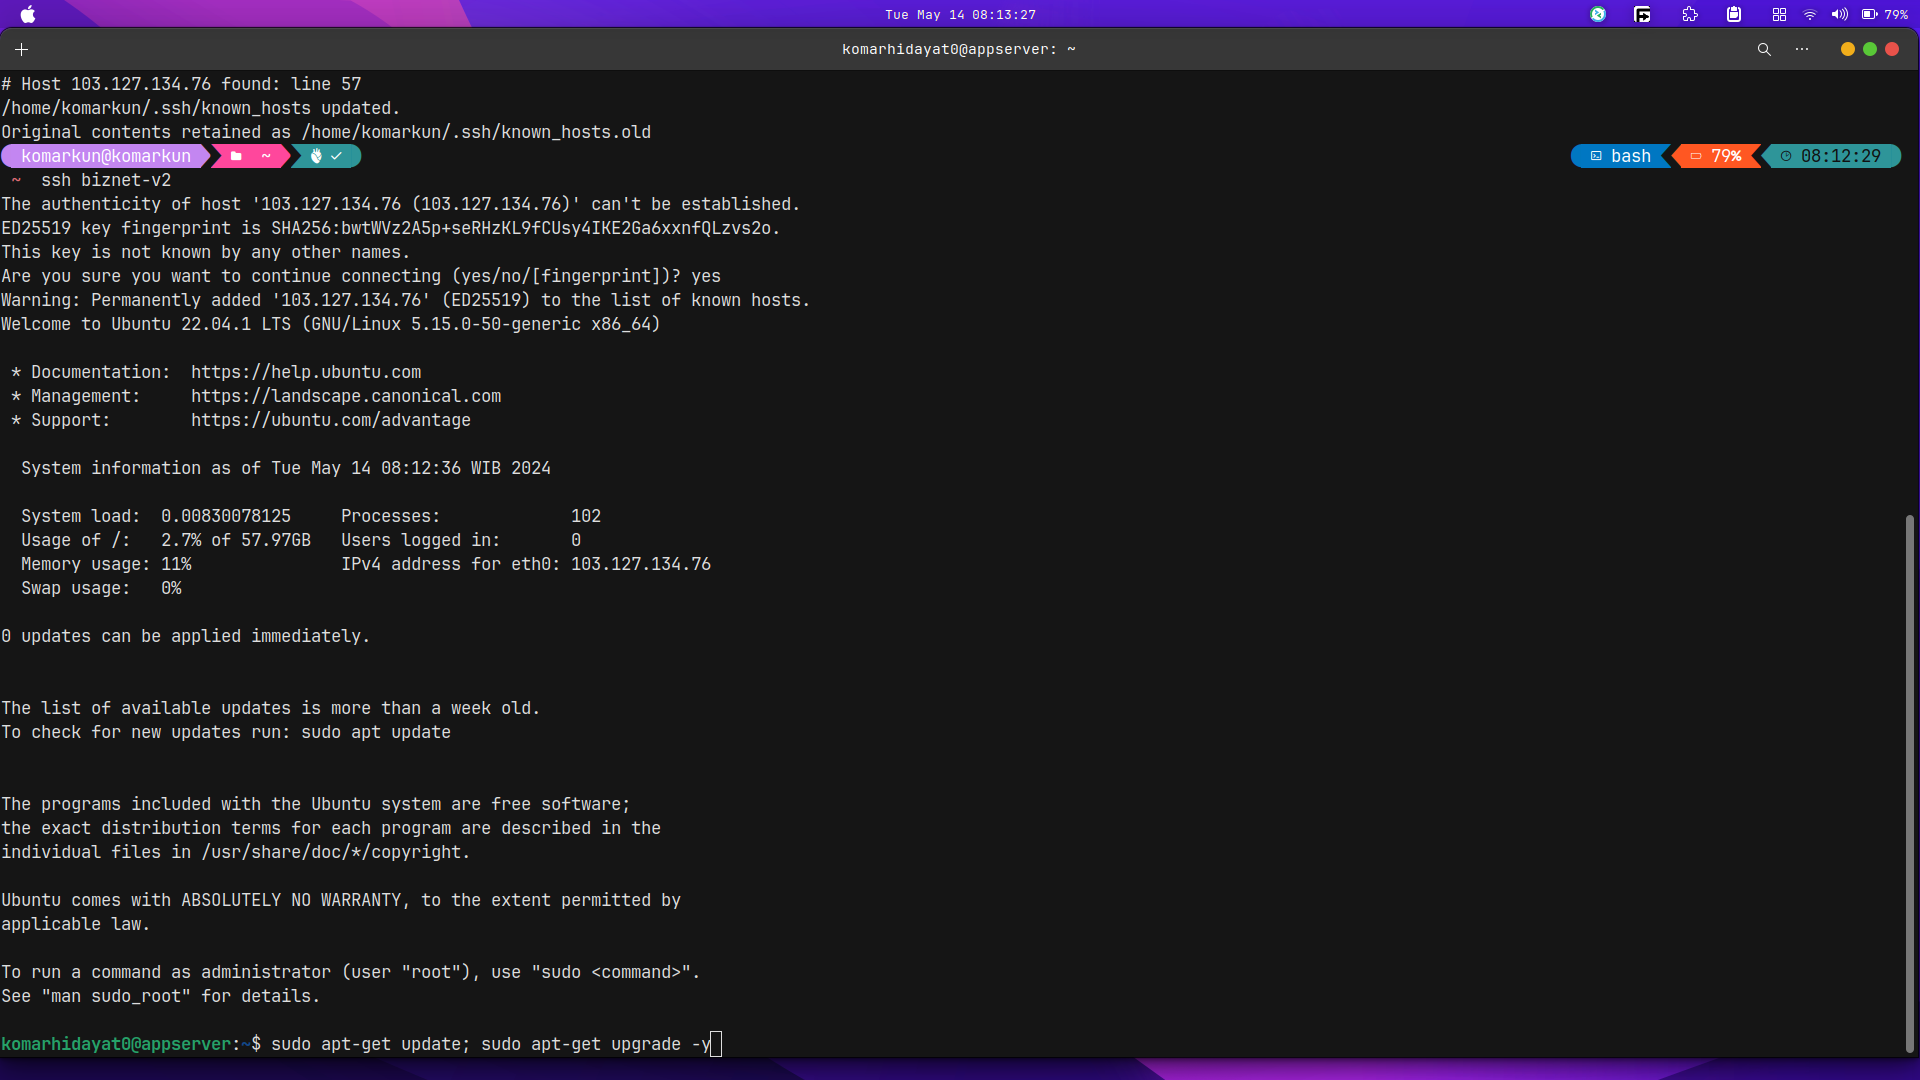 Tue May 14 08:13:27
79%
komarhidayat0@appserver: ~
# Host 103.127.134.76 found: line 57
/home/komarkun/.ssh/known_hosts updated.
Original contents retained as /home/komarkun/.ssh/known_hosts.old
komarkun@komarkun ~ bash 79% 08:12:29
~ ssh biznet-v2
The authenticity of host '103.127.134.76 (103.127.134.76)' can't be established.
ED25519 key fingerprint is SHA256:bwtWVz2A5p+seRHzKL9fCUsy4IKE2Ga6xxnfQLzvs2o.
This key is not known by any other names.
Are you sure you want to continue connecting (yes/no/[fingerprint])? yes
Warning: Permanently added '103.127.134.76' (ED25519) to the list of known hosts.
Welcome to Ubuntu 22.04.1 LTS (GNU/Linux 5.15.0-50-generic x86_64)
* Documentation:  https://help.ubuntu.com
* Management:     https://landscape.canonical.com
* Support:        https://ubuntu.com/advantage
System information as of Tue May 14 08:12:36 WIB 2024
System load:  0.00830078125     Processes:             102
Usage of /:   2.7% of 57.97GB   Users logged in:       0
Memory usage: 11%               IPv4 address for eth0: 103.127.134.76
Swap usage:   0%
0 updates can be applied immediately.
The list of available updates is more than a week old.
To check for new updates run: sudo apt update
The programs included with the Ubuntu system are free software;
the exact distribution terms for each program are described in the
individual files in /usr/share/doc/*/copyright.
Ubuntu comes with ABSOLUTELY NO WARRANTY, to the extent permitted by
applicable law.
To run a command as administrator (user "root"), use "sudo <command>".
See "man sudo_root" for details.
komarhidayat0@appserver:~$ sudo apt-get update; sudo apt-get upgrade -y